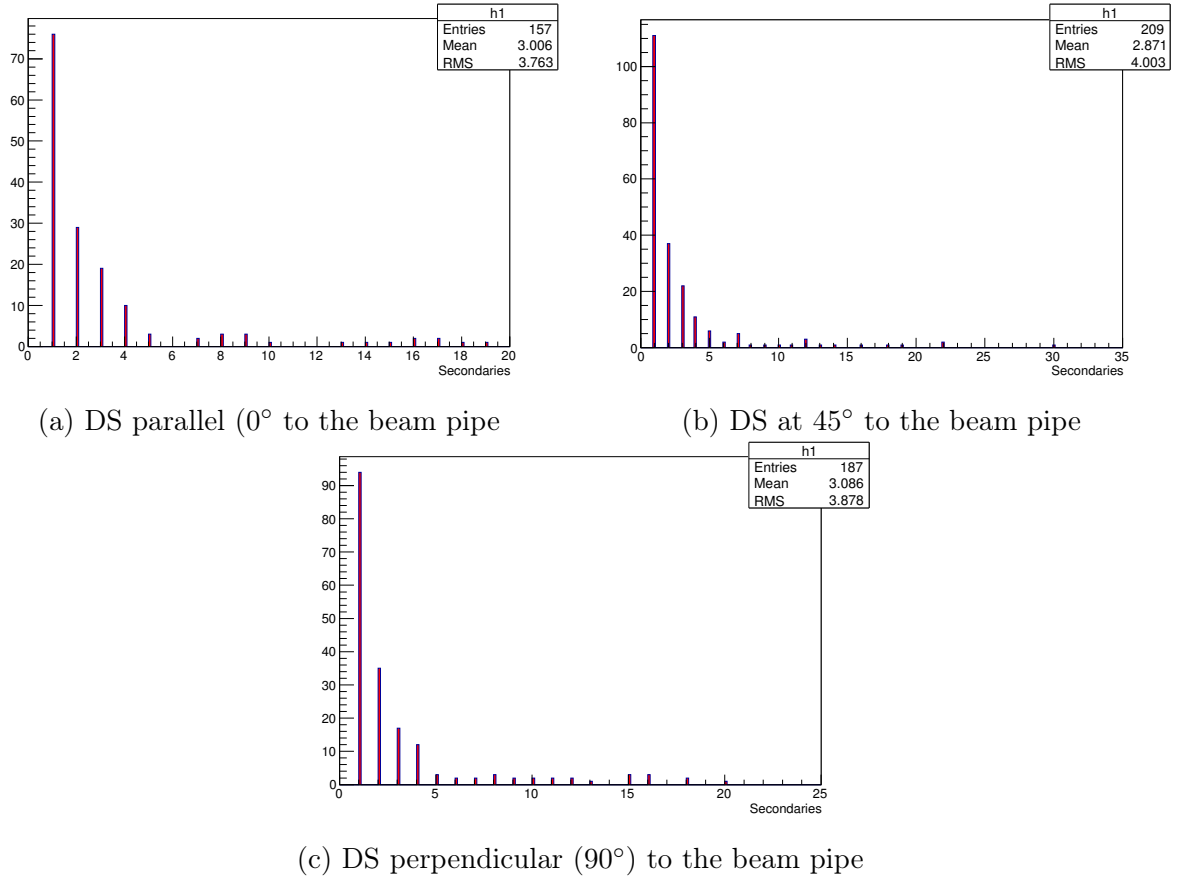 h1
Entries 157
Mean 3.006
RMS 3.763
70
60
50
40
30
20
10
0
0 2 4 6 8 10 12 14 16 18 20
Secondaries
(a) DS parallel (0° to the beam pipe
h1
Entries 209
Mean 2.871
RMS 4.003
100
80
60
40
20
0
0 5 10 15 20 25 30 35
Secondaries
(b) DS at 45° to the beam pipe
h1
Entries 187
Mean 3.086
RMS 3.878
90
80
70
60
50
40
30
20
10
0
0 5 10 15 20 25
Secondaries
(c) DS perpendicular (90°) to the beam pipe